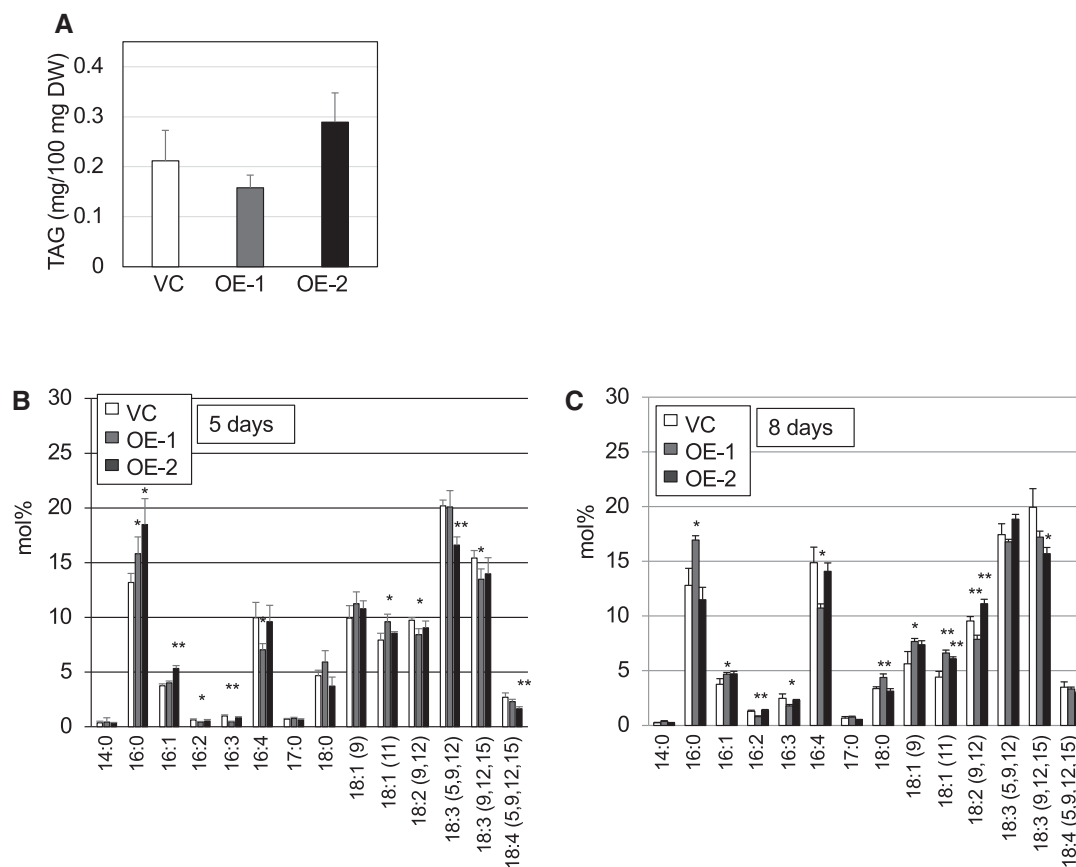 A
TAG (mg/100 mg DW)
0.4
0.3
0.2
0.1
0
VC OE-1 OE-2
B
mol%
30
25
20
15
10
5
0
VC
OE-1
OE-2
5 days
* * ** * ** * * * ** * **
14:0
16:0
16:1
16:2
16:3
16:4
17:0
18:0
18:1 (9)
18:1 (11)
18:2 (9,12)
18:3 (5,9,12)
18:3 (9,12,15)
18:4 (5,9,12,15)
C
mol%
30
25
20
15
10
5
0
VC
OE-1
OE-2
8 days
* * ** * * ** * ** ** ** ** *
14:0
16:0
16:1
16:2
16:3
16:4
17:0
18:0
18:1 (9)
18:1 (11)
18:2 (9,12)
18:3 (5,9,12)
18:3 (9,12,15)
18:4 (5,9,12,15)